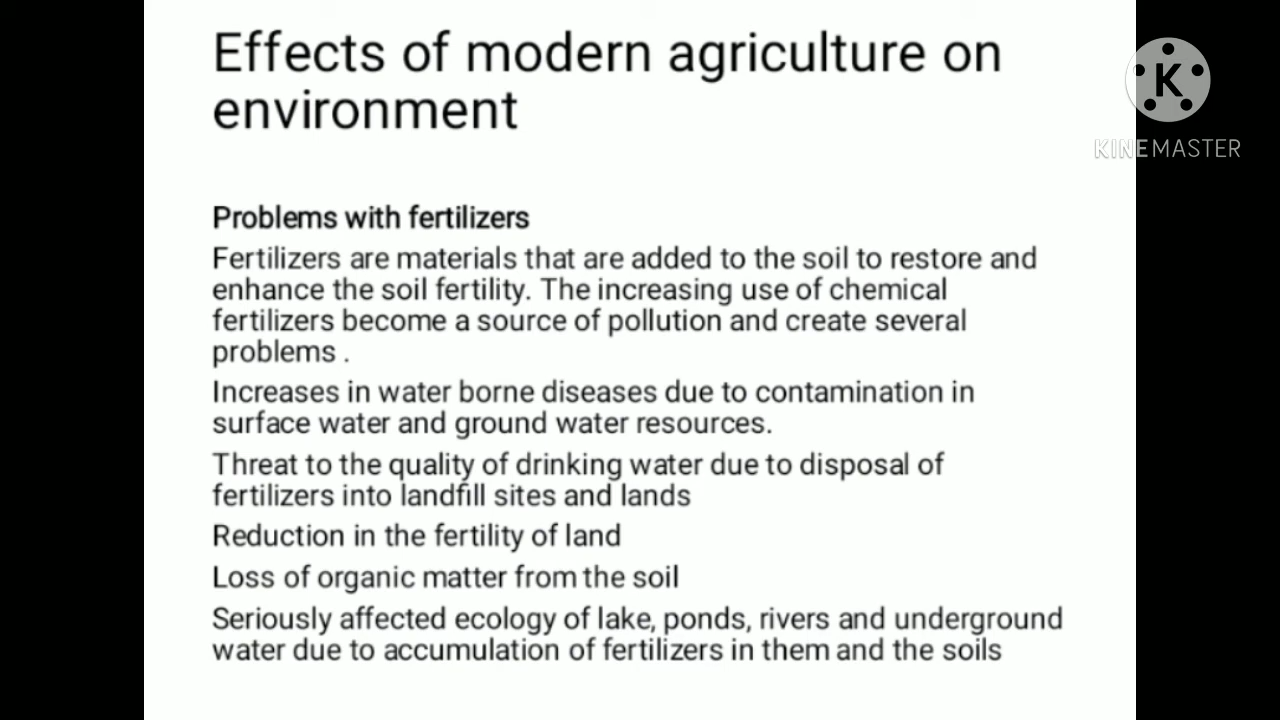 Effects of modern agriculture on
environment
K
KINEMASTER
Problems with fertilizers
Fertilizers are materials that are added to the soil to restore and
enhance the soil fertility. The increasing use of chemical
fertilizers become a source of pollution and create several
problems .
Increases in water borne diseases due to contamination in
surface water and ground water resources.
Threat to the quality of drinking water due to disposal of
fertilizers into landfill sites and lands
Reduction in the fertility of land
Loss of organic matter from the soil
Seriously affected ecology of lake, ponds, rivers and underground
water due to accumulation of fertilizers in them and the soils